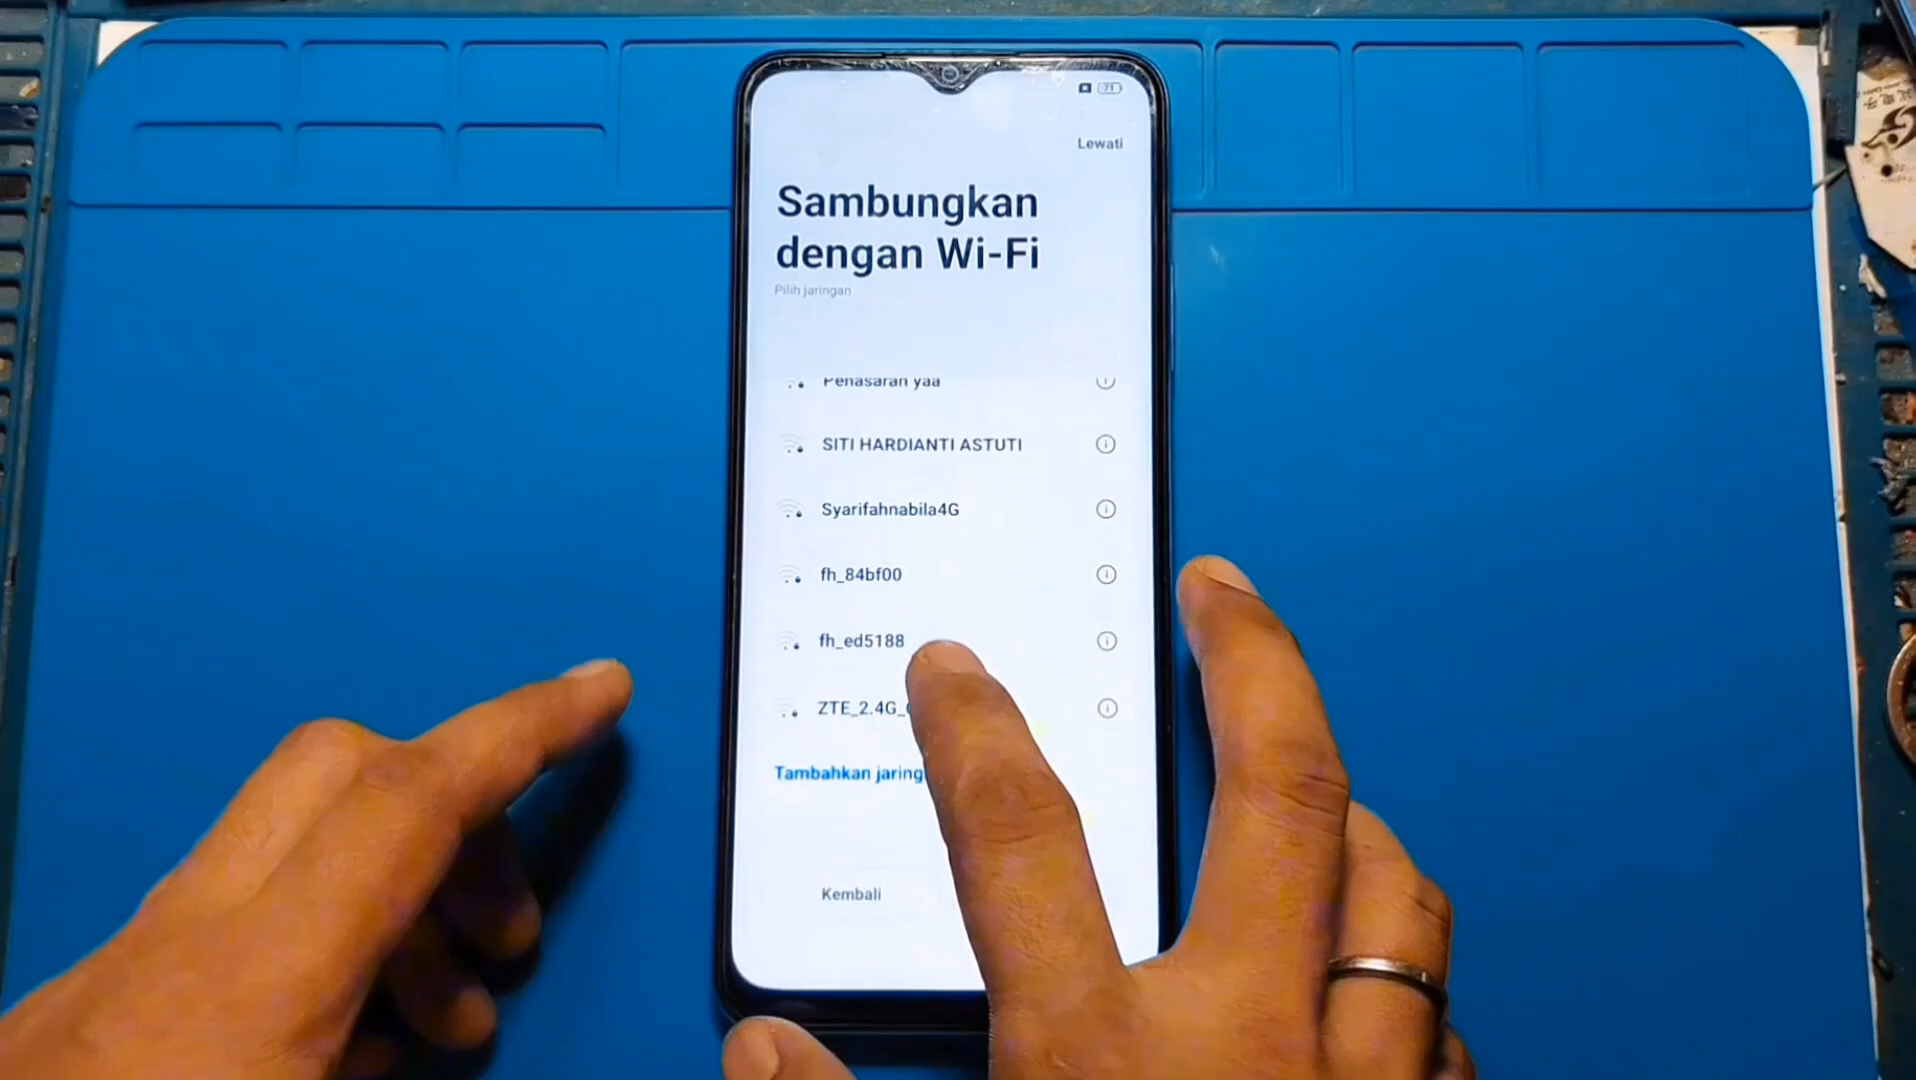 21
Lewati
Sambungkan
dengan Wi-Fi
Pilih jaringan
Penasaran yaa
SITI HARDIANTI ASTUTI
Syarifahnabila4G
fh_84bf00
fh_ed5188
ZTE_2.4G_
Tambahkan jaring
Kembali